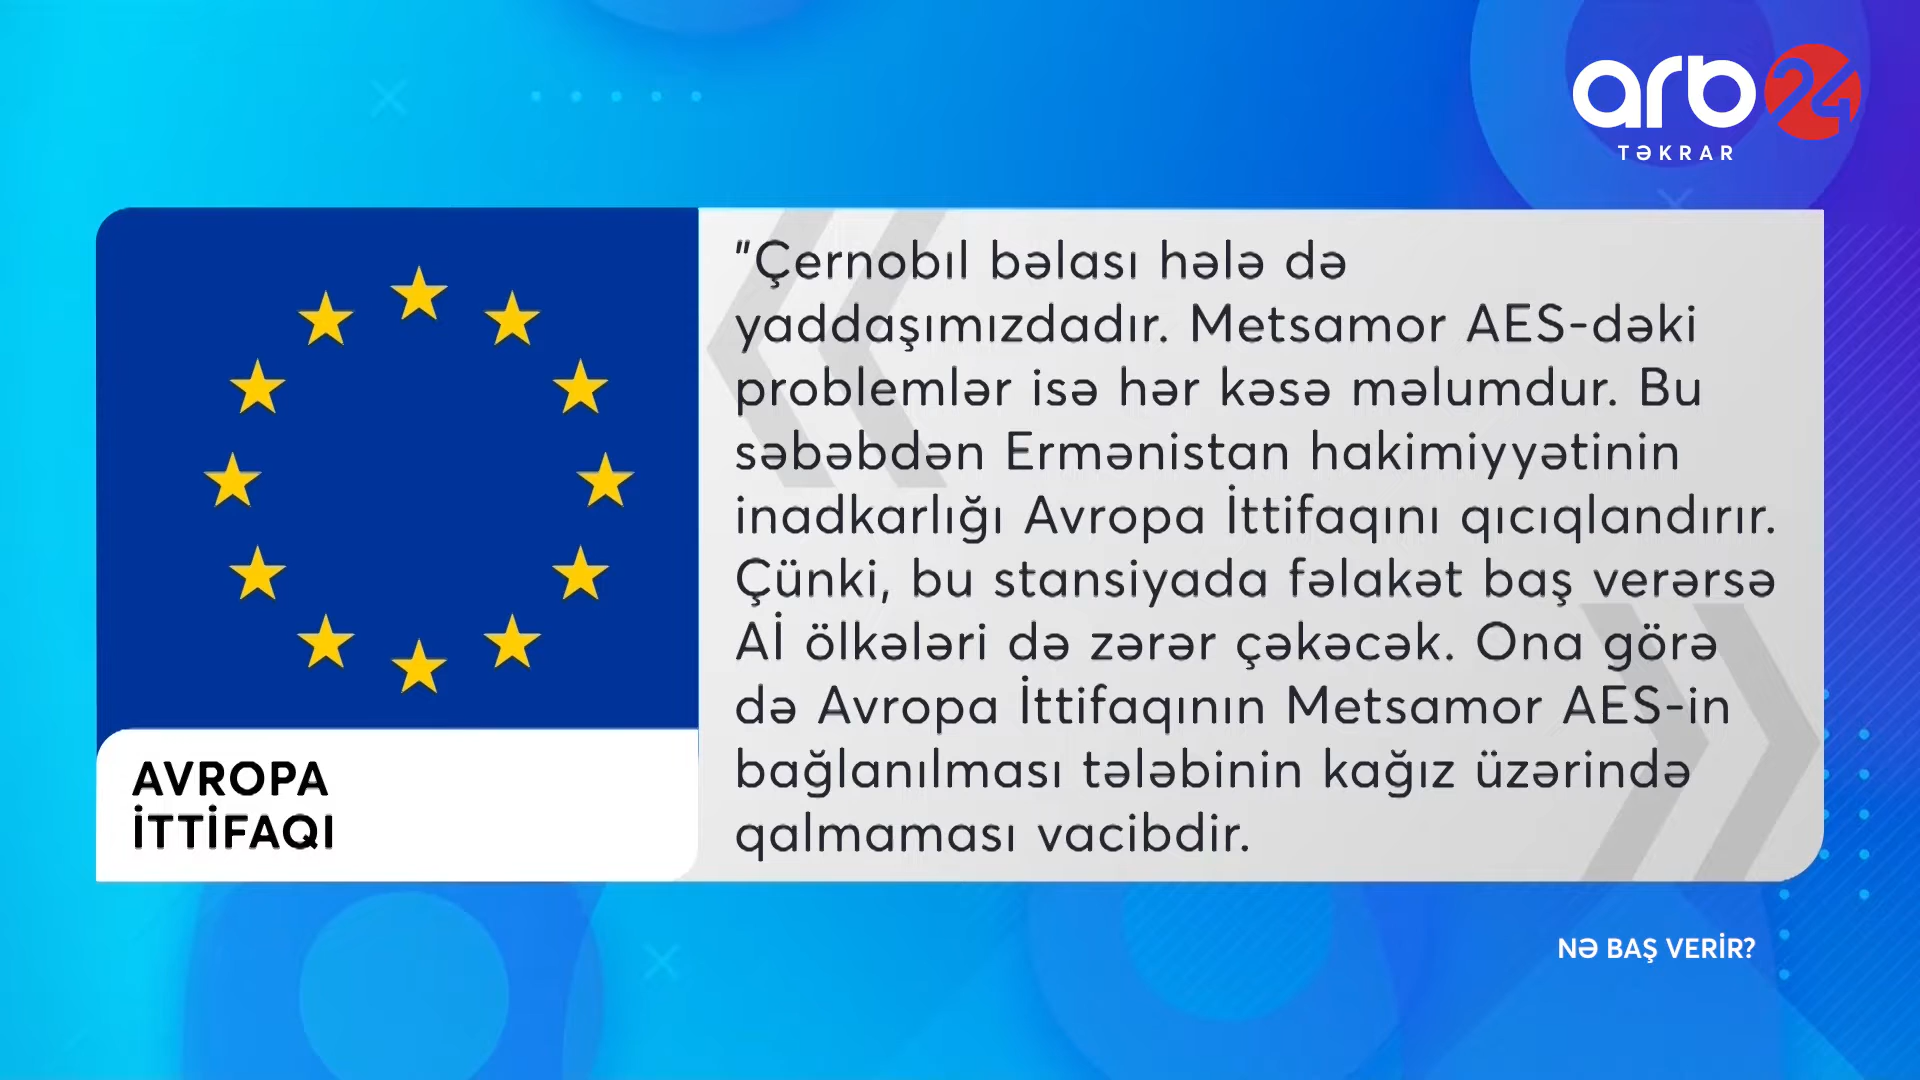 arb24
TƏKRAR
"Çernobıl bəlası hələ də
yaddaşımızdadır. Metsamor AES-dəki
problemlər isə hər kəsə məlumdur. Bu
səbəbdən Ermənistan hakimiyyətinin
inadkarlığı Avropa İttifaqını qıcıqlandırır.
Çünki, bu stansiyada fəlakət baş verərsə
Aİ ölkələri də zərər çəkəcək. Ona görə
də Avropa İttifaqının Metsamor AES-in
bağlanılması tələbinin kağız üzərində
qalmaması vacibdir.
AVROPA
İTTİFAQI
NƏ BAŞ VERİR?